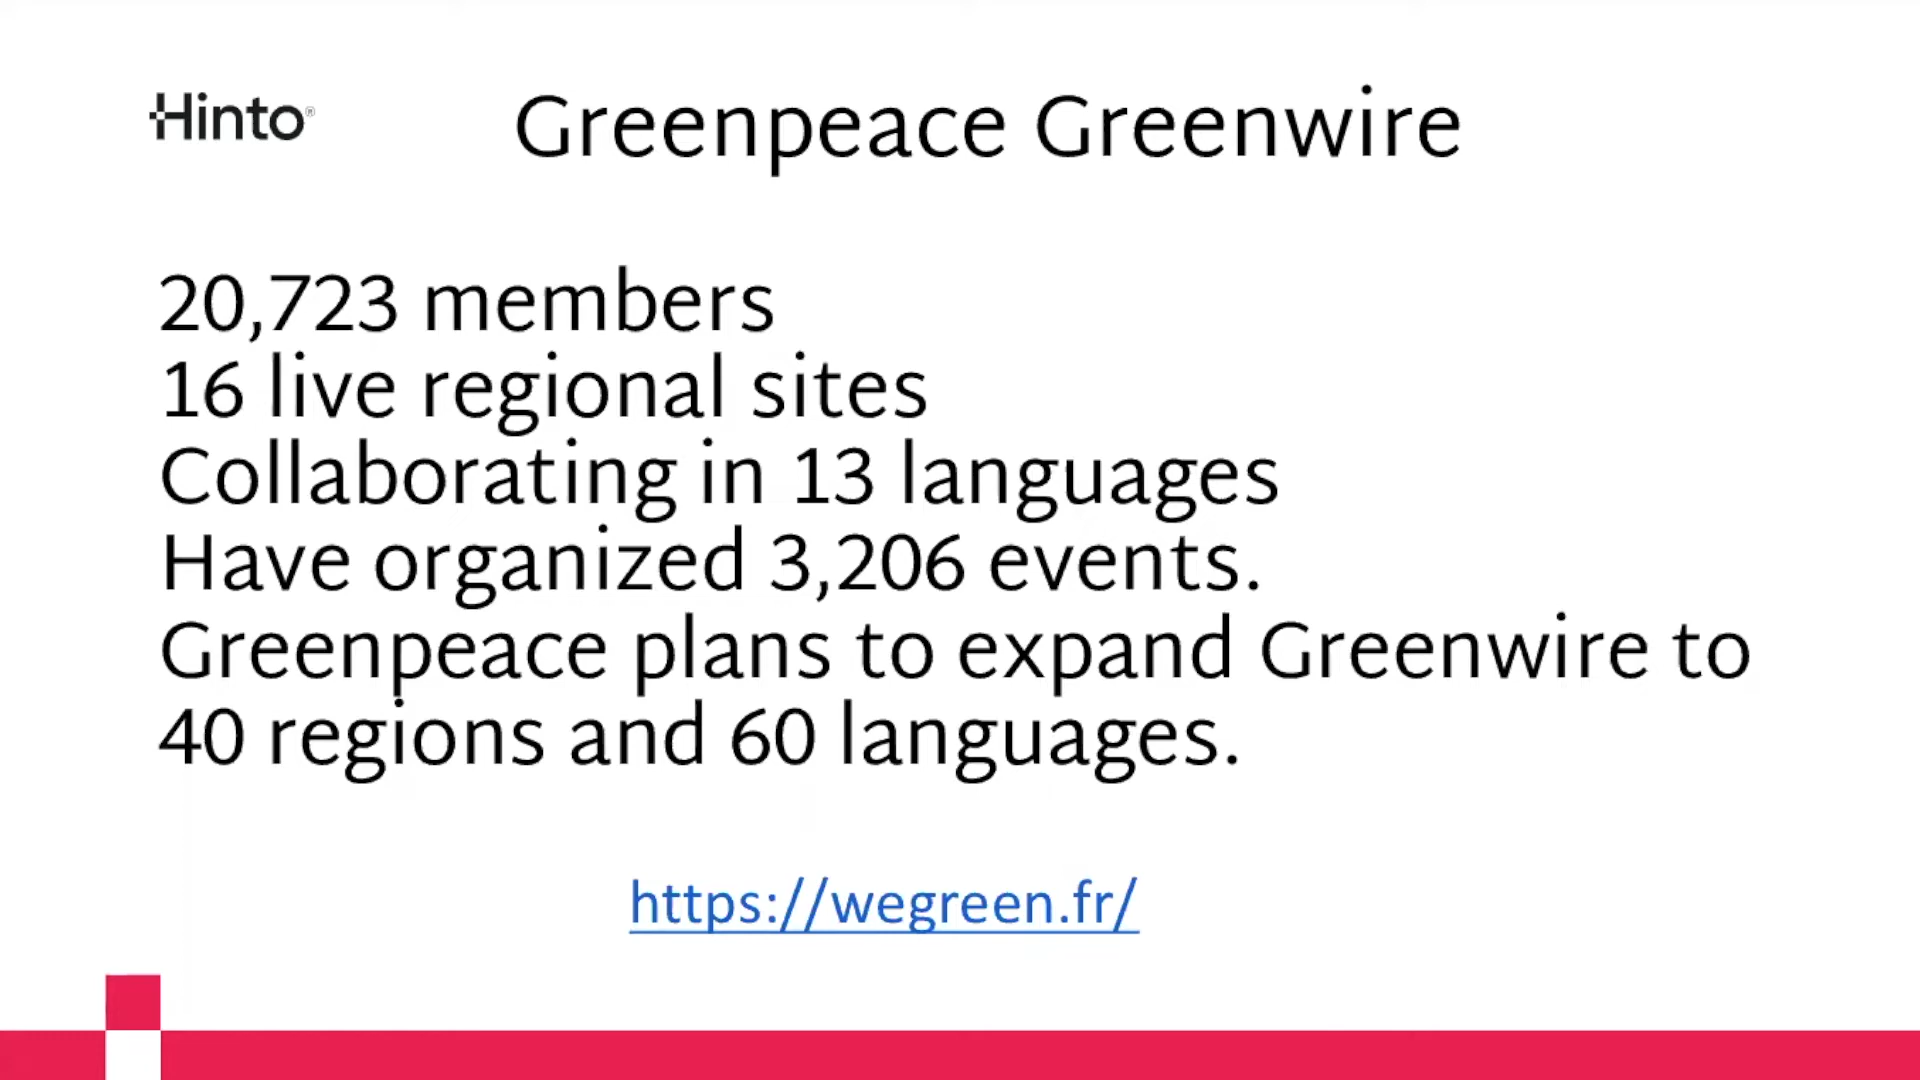 Hinto®
Greenpeace Greenwire
20,723 members
16 live regional sites
Collaborating in 13 languages
Have organized 3,206 events.
Greenpeace plans to expand Greenwire to
40 regions and 60 languages.
https://wegreen.fr/